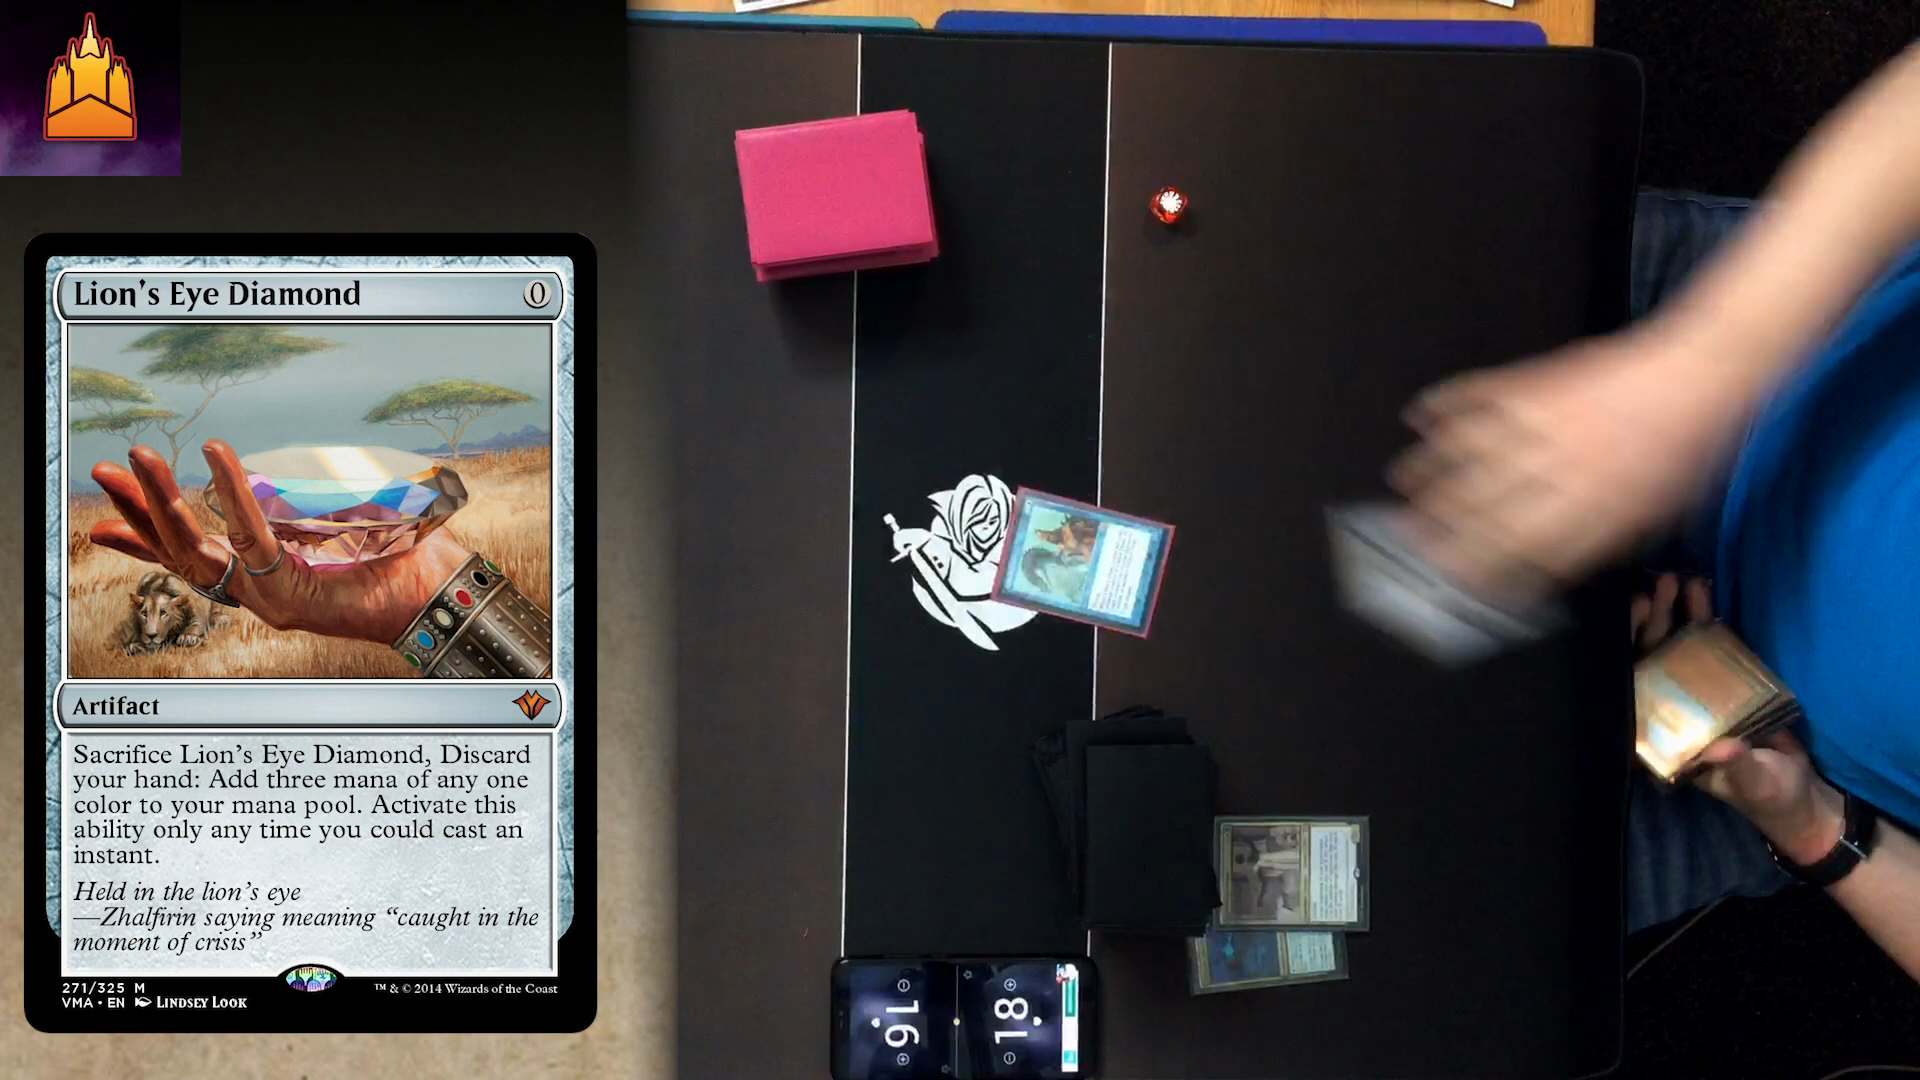 Lion's Eye Diamond 0
Artifact
Sacrifice Lion's Eye Diamond, Discard
your hand: Add three mana of any one
color to your mana pool. Activate this
ability only any time you could cast an
instant.
Held in the lion's eye
—Zhalfirin saying meaning “caught in the
moment of crisis”
271/325 M
VMA • EN LINDSEY LOOK
™ & © 2014 Wizards of the Coast
16
18